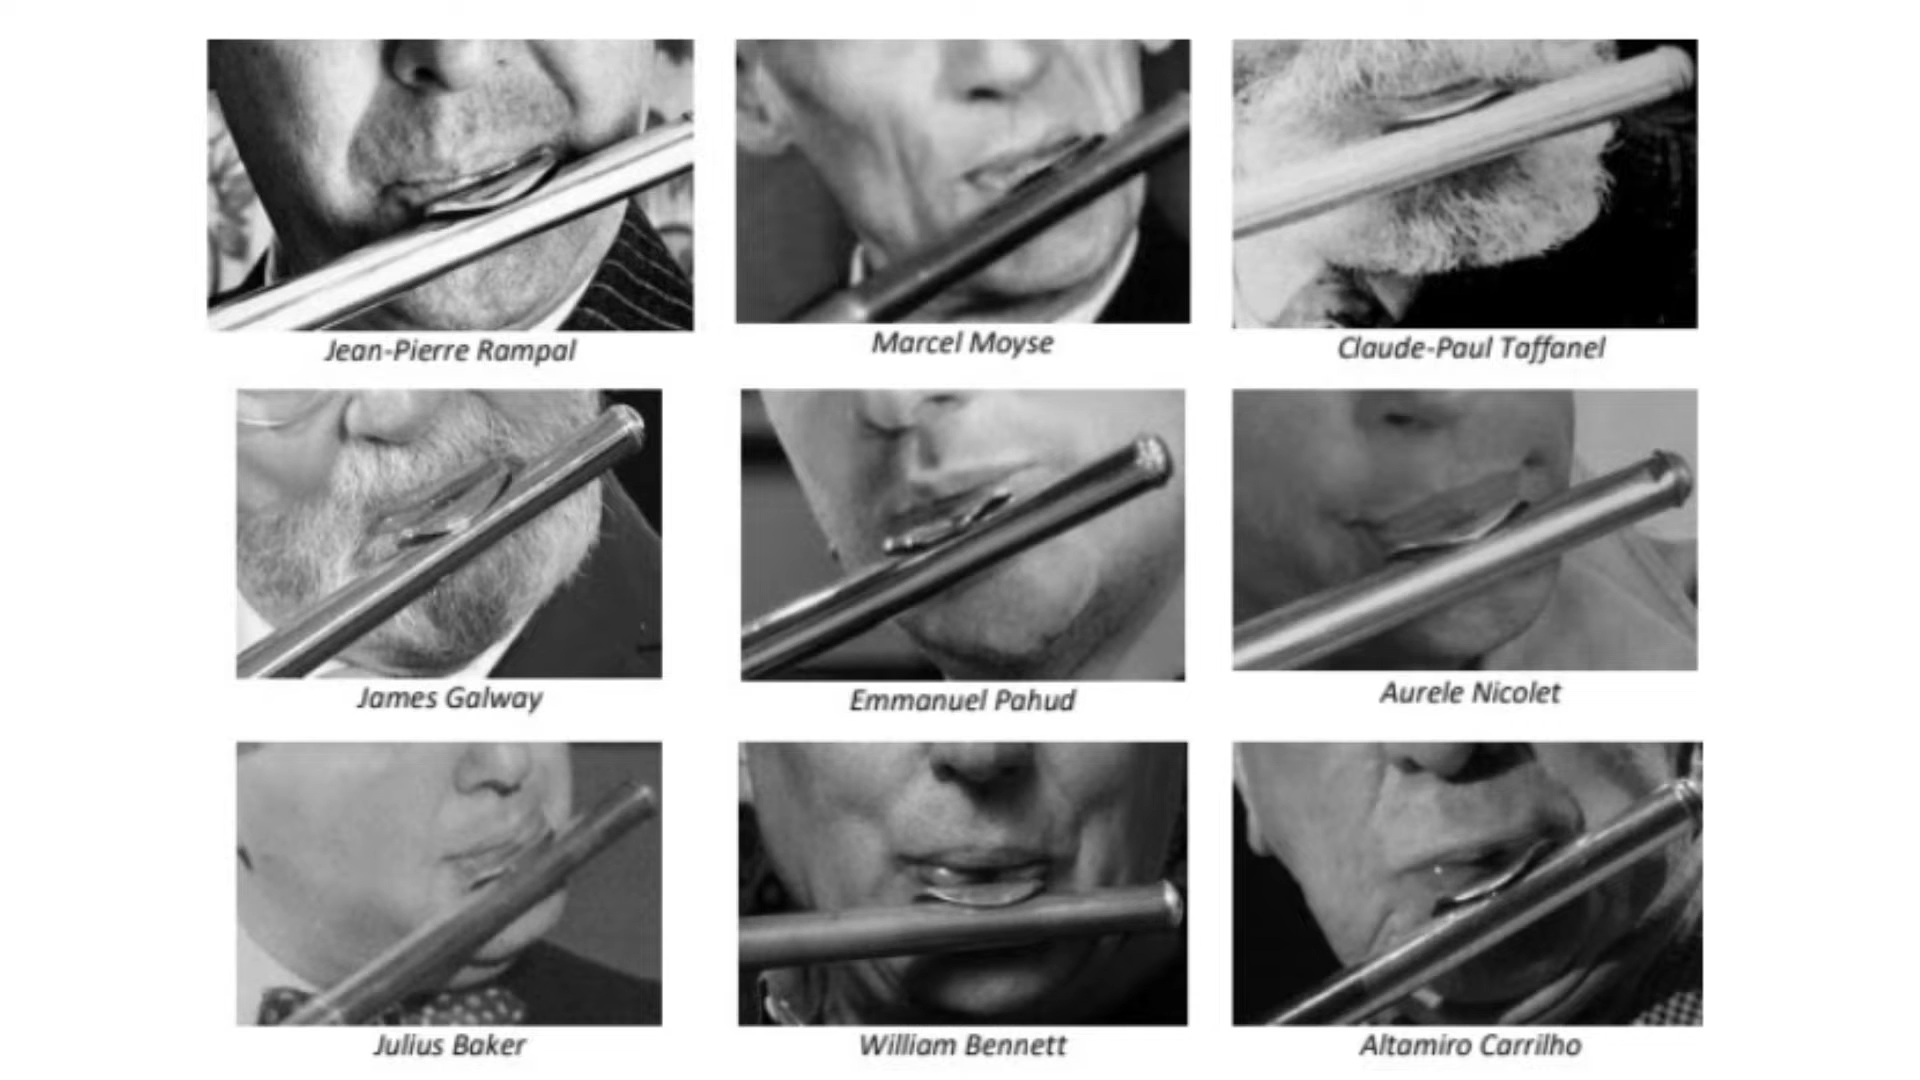 Jean-Pierre Rampal
Marcel Moyse
Claude-Paul Taffanel
James Galway
Emmanuel Pahud
Aurele Nicolet
Julius Baker
William Bennett
Altamiro Carrilho